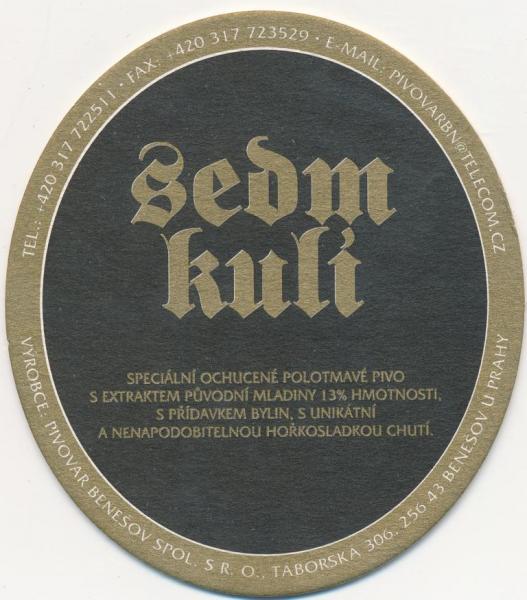 TEL.: +420 317 722511 • FAX: +420 317 723529 • E-MAIL: PIVOVARBN@TELECOM.CZ
sedm
kulí
SPECIÁLNÍ OCHUCENÉ POLOTMAVÉ PIVO
S EXTRAKTEM PŮVODNÍ MLADINY 13% HMOTNOSTI,
S PŘÍDAVKEM BYLIN, S UNIKÁTNÍ
A NENAPODOBITELNOU HOŘKOSLADKOU CHUTÍ.
VÝROBCE: PIVOVAR BENEŠOV SPOL. S R. O., TÁBORSKÁ 306, 256 43 BENEŠOV U PRAHY